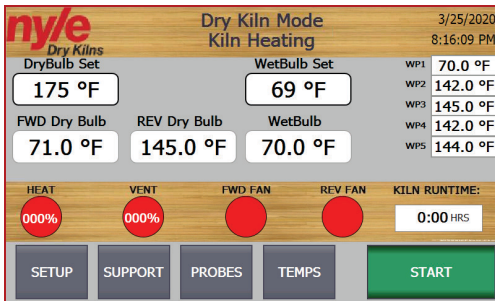 nyle
Dry Kilns
Dry Kiln Mode
Kiln Heating
3/25/2020
8:16:09 PM
DryBulb Set
175 °F
WetBulb Set
69 °F
FWD Dry Bulb
71.0 °F
REV Dry Bulb
145.0 °F
WetBulb
70.0 °F
WP1 70.0 °F
WP2 142.0 °F
WP3 145.0 °F
WP4 142.0 °F
WP5 144.0 °F
HEAT
000%
VENT
000%
FWD FAN
REV FAN
KILN RUNTIME:
0:00 HRS
SETUP
SUPPORT
PROBES
TEMPS
START